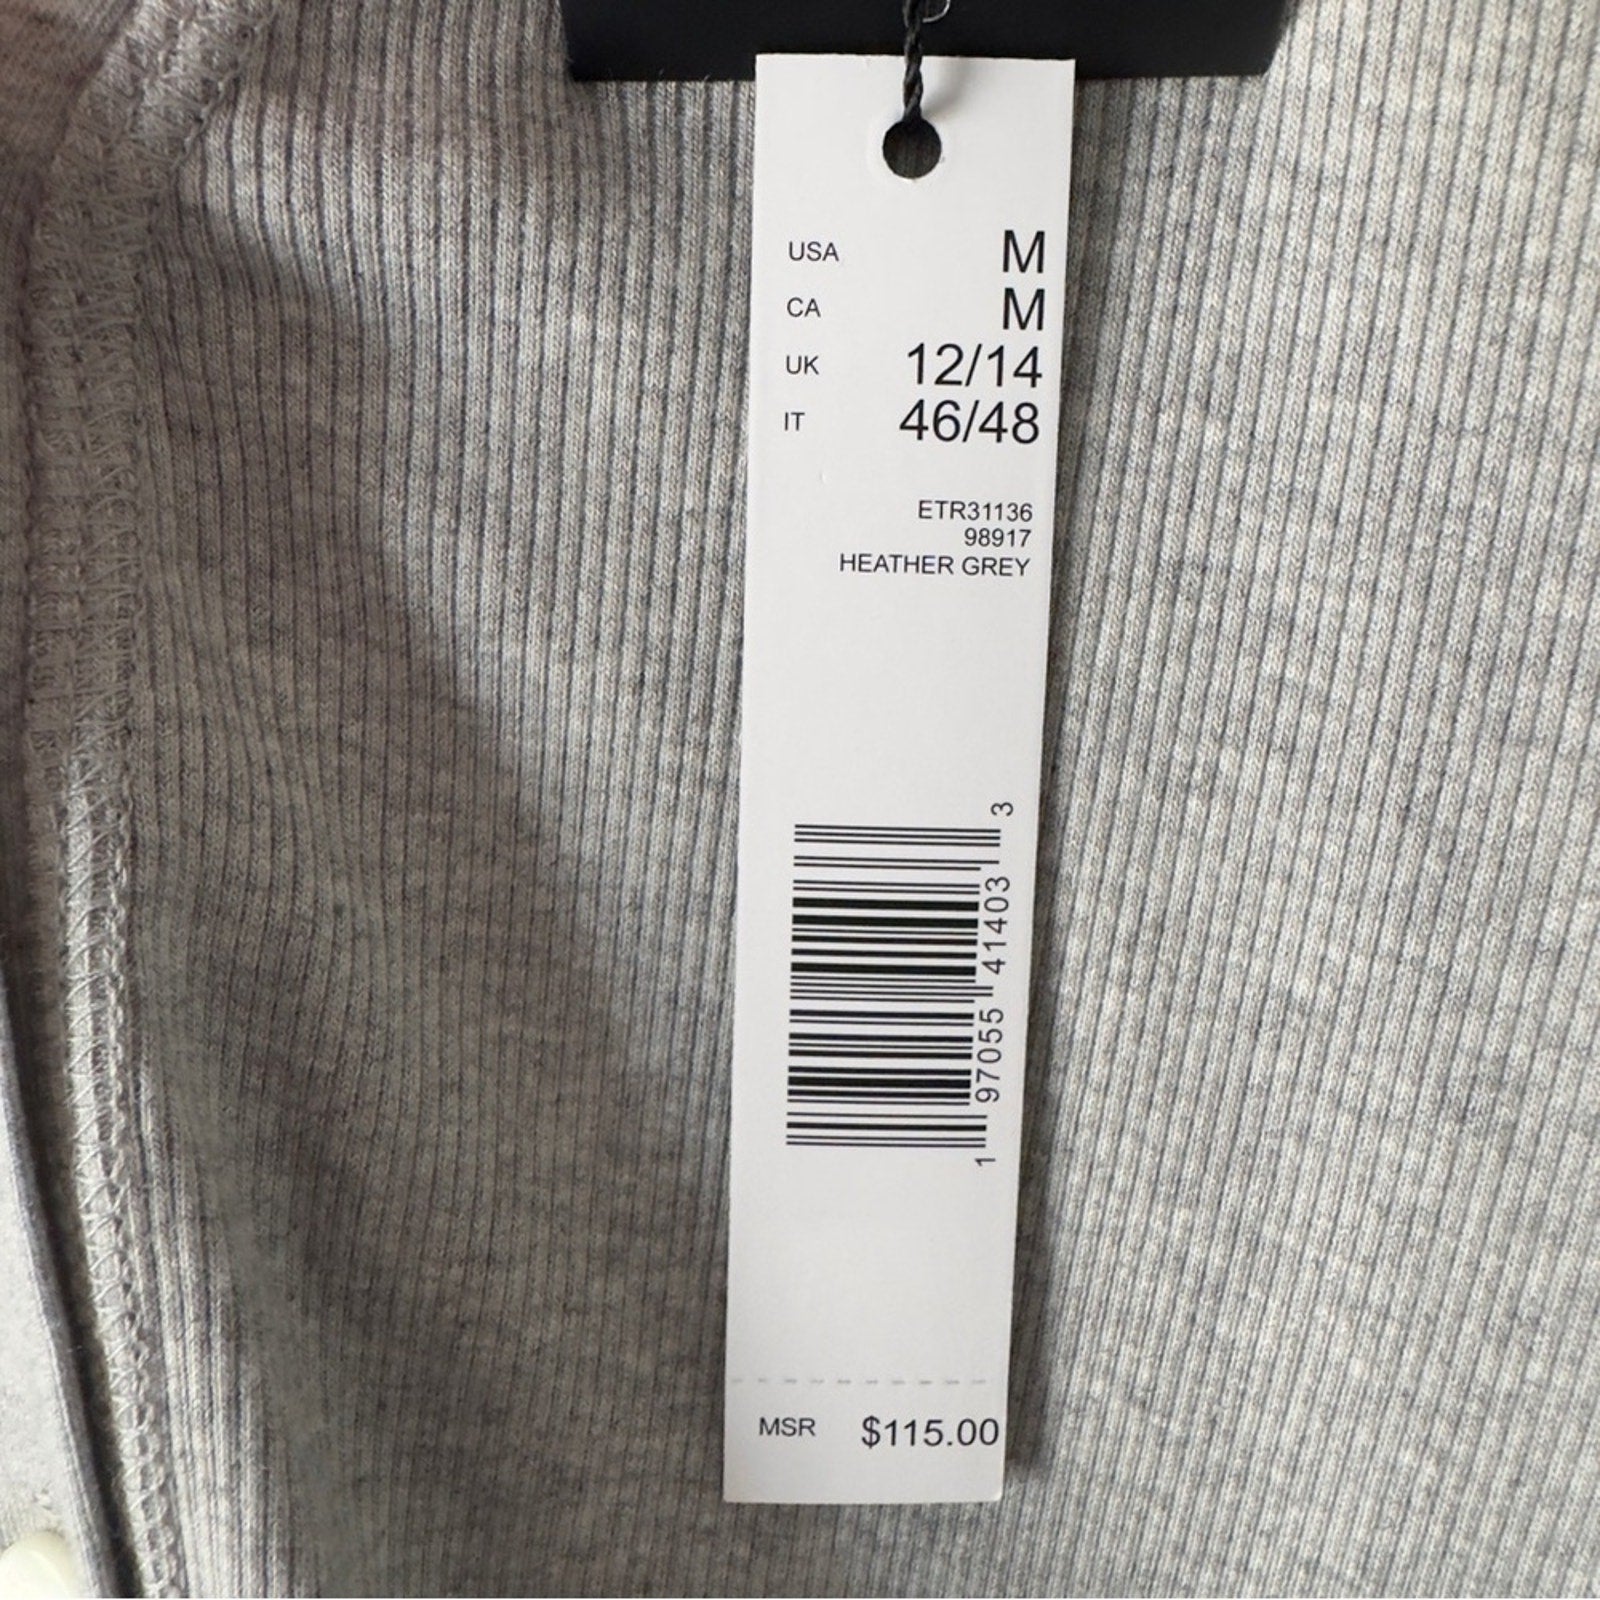 USA M
CA M
UK 12/14
IT 46/48
ETR31136
98917
HEATHER GREY
1 97055 41403 3
MSR $115.00